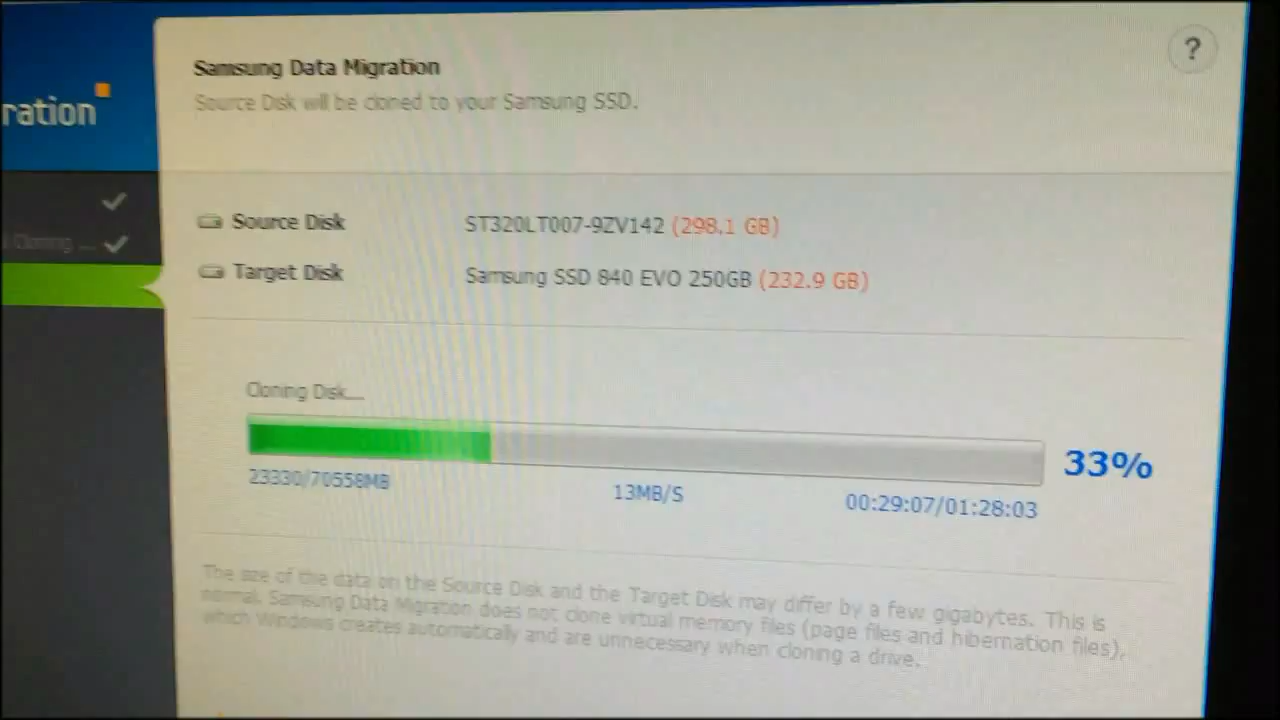 ?
Samsung Data Migration
Source Disk will be cloned to your Samsung SSD.
ration
Source Disk ST320LT007-9ZV142 (298.1 GB)
Cloning ...
Target Disk Samsung SSD 840 EVO 250GB (232.9 GB)
Cloning Disk....
33%
23330/70558MB 13MB/S 00:29:07/01:28:03
The size of the data on the Source Disk and the Target Disk may differ by a few gigabytes. This is
normal. Samsung Data Migration does not clone virtual memory files (page files and hibernation files),
which Windows creates automatically and are unnecessary when cloning a drive.